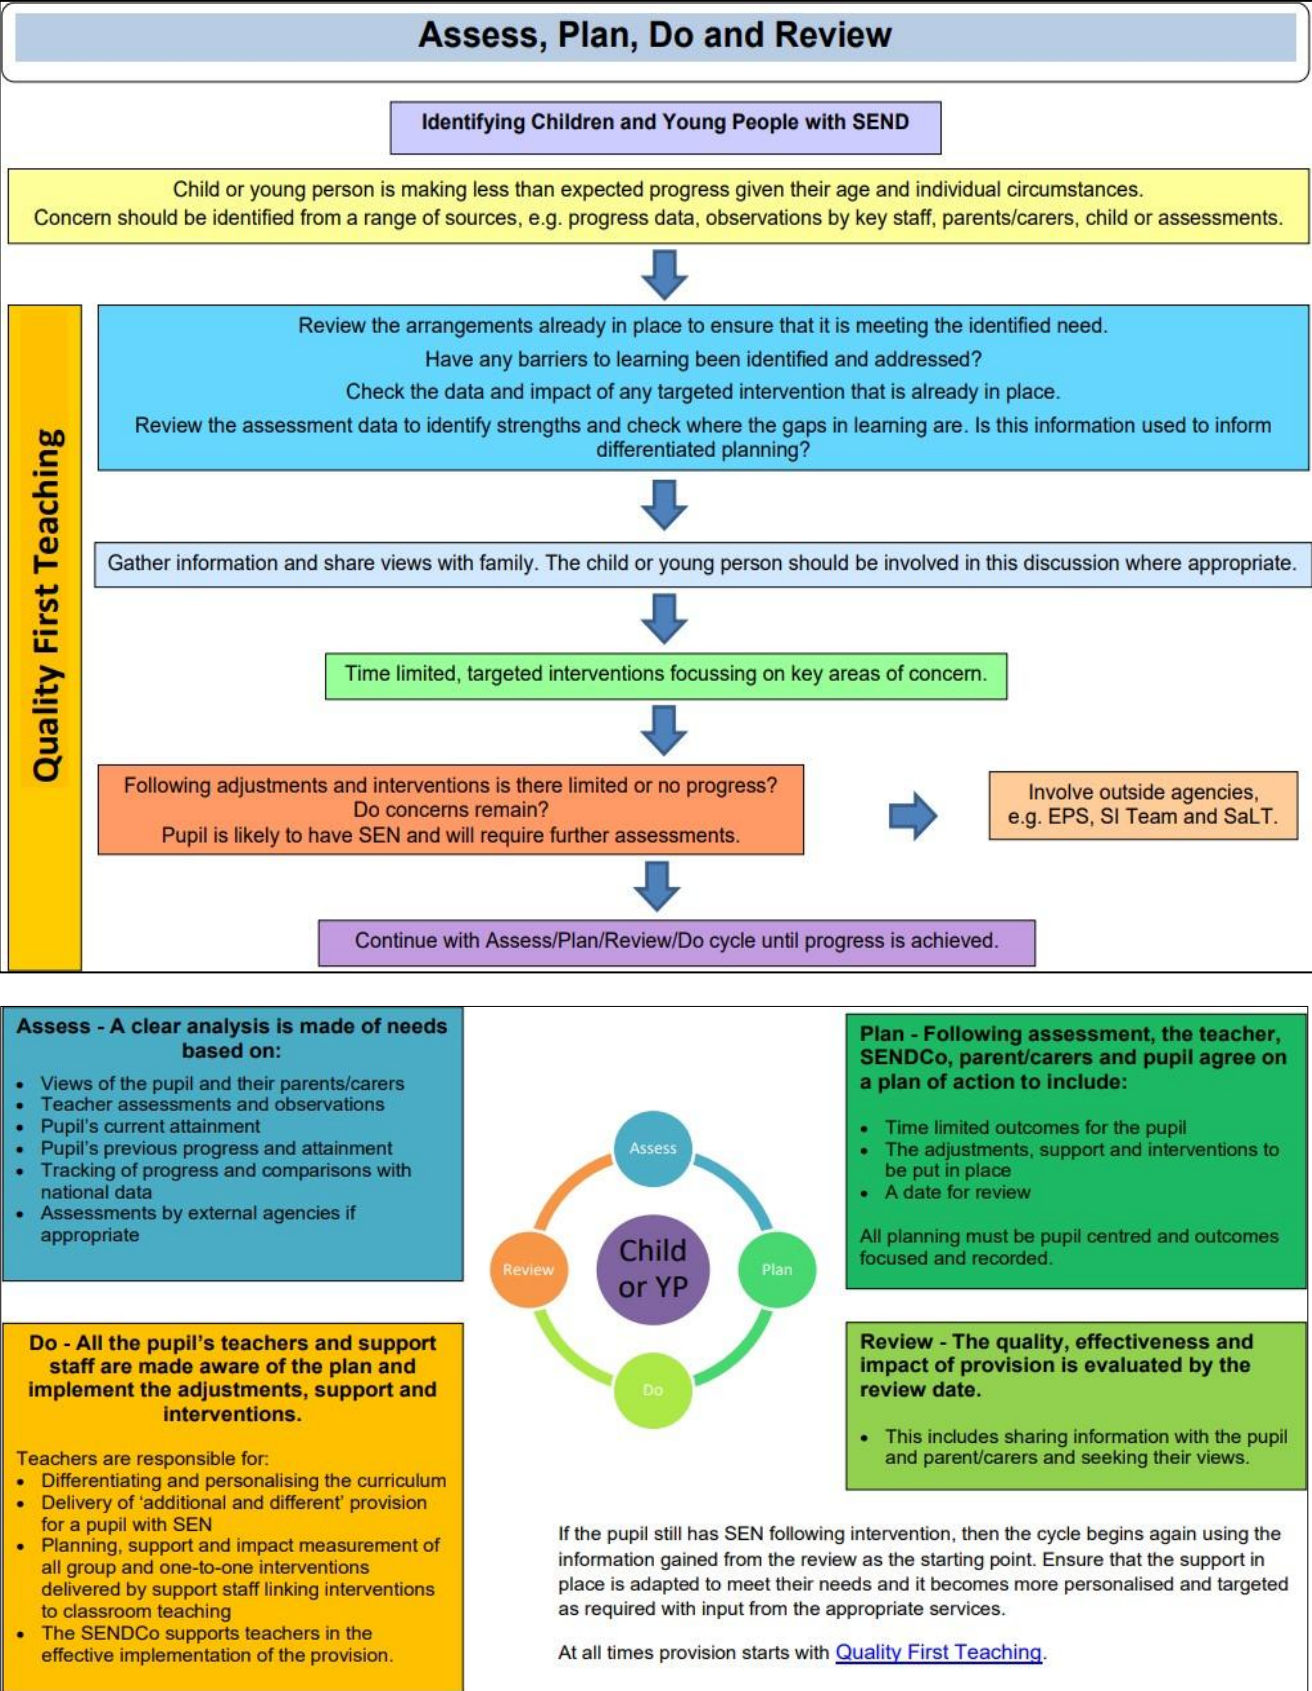 Assess, Plan, Do and Review
Identifying Children and Young People with SEND
Child or young person is making less than expected progress given their age and individual circumstances.
Concern should be identified from a range of sources, e.g. progress data, observations by key staff, parents/carers, child or assessments.
Quality First Teaching
Review the arrangements already in place to ensure that it is meeting the identified need.
Have any barriers to learning been identified and addressed?
Check the data and impact of any targeted intervention that is already in place.
Review the assessment data to identify strengths and check where the gaps in learning are. Is this information used to inform
differentiated planning?
Gather information and share views with family. The child or young person should be involved in this discussion where appropriate.
Time limited, targeted interventions focussing on key areas of concern.
Following adjustments and interventions is there limited or no progress?
Do concerns remain?
Pupil is likely to have SEN and will require further assessments.
Involve outside agencies,
e.g. EPS, SI Team and SaLT.
Continue with Assess/Plan/Review/Do cycle until progress is achieved.
Assess - A clear analysis is made of needs
based on:
• Views of the pupil and their parents/carers
• Teacher assessments and observations
• Pupil's current attainment
• Pupil's previous progress and attainment
• Tracking of progress and comparisons with
national data
• Assessments by external agencies if
appropriate
Assess
Plan
Do
Review
Child
or YP
Plan - Following assessment, the teacher,
SENDCo, parent/carers and pupil agree on
a plan of action to include:
• Time limited outcomes for the pupil
• The adjustments, support and interventions to
be put in place
• A date for review
All planning must be pupil centred and outcomes
focused and recorded.
Do - All the pupil's teachers and support
staff are made aware of the plan and
implement the adjustments, support and
interventions.
Teachers are responsible for:
• Differentiating and personalising the curriculum
• Delivery of 'additional and different' provision
for a pupil with SEN
• Planning, support and impact measurement of
all group and one-to-one interventions
delivered by support staff linking interventions
to classroom teaching
• The SENDCo supports teachers in the
effective implementation of the provision.
Review - The quality, effectiveness and
impact of provision is evaluated by the
review date.
• This includes sharing information with the pupil
and parent/carers and seeking their views.
If the pupil still has SEN following intervention, then the cycle begins again using the
information gained from the review as the starting point. Ensure that the support in
place is adapted to meet their needs and it becomes more personalised and targeted
as required with input from the appropriate services.
At all times provision starts with Quality First Teaching.